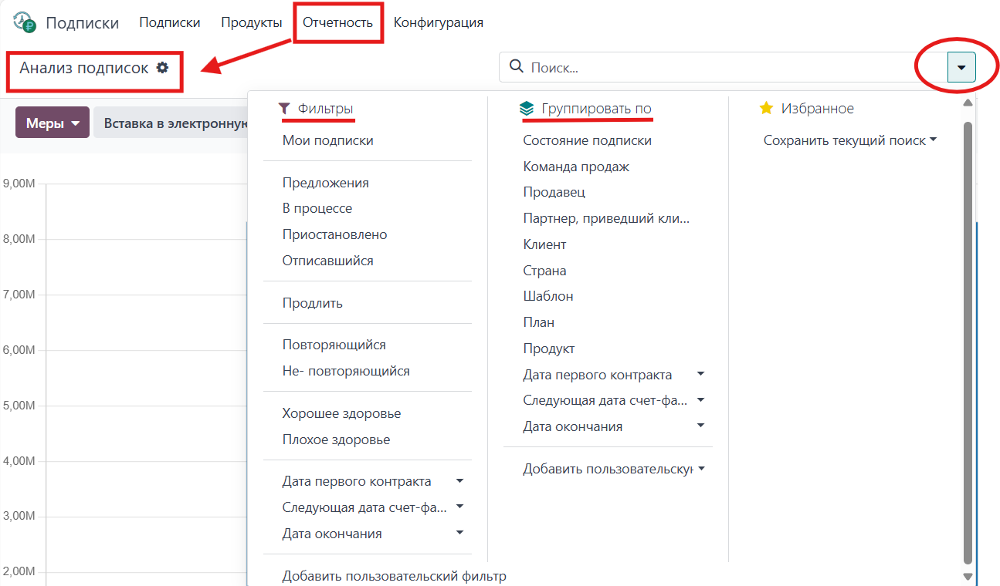 Подписки Подписки Продукты Отчетность Конфигурация
Анализ подписок
Поиск...
Меры
Вставка в электронную
Фильтры
Мои подписки
Предложения
В процессе
Приостановлено
Отписавшийся
Продлить
Повторяющийся
Не- повторяющийся
Хорошее здоровье
Плохое здоровье
Дата первого контракта
Следующая дата счет-фа...
Дата окончания
Добавить пользовательский фильтр
Группировать по
Состояние подписки
Команда продаж
Продавец
Партнер, приведший кли...
Клиент
Страна
Шаблон
План
Продукт
Дата первого контракта
Следующая дата счет-фа...
Дата окончания
Добавить пользовательскую
Избранное
Сохранить текущий поиск
9,00M
8,00M
7,00M
6,00M
5,00M
4,00M
3,00M
2,00M